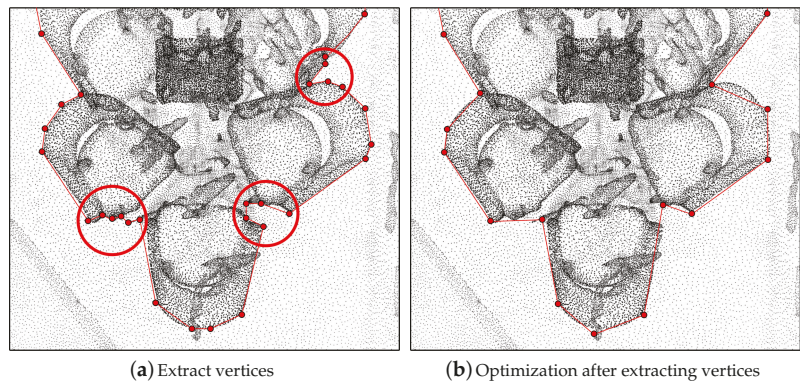 (a) Extract vertices
(b) Optimization after extracting vertices